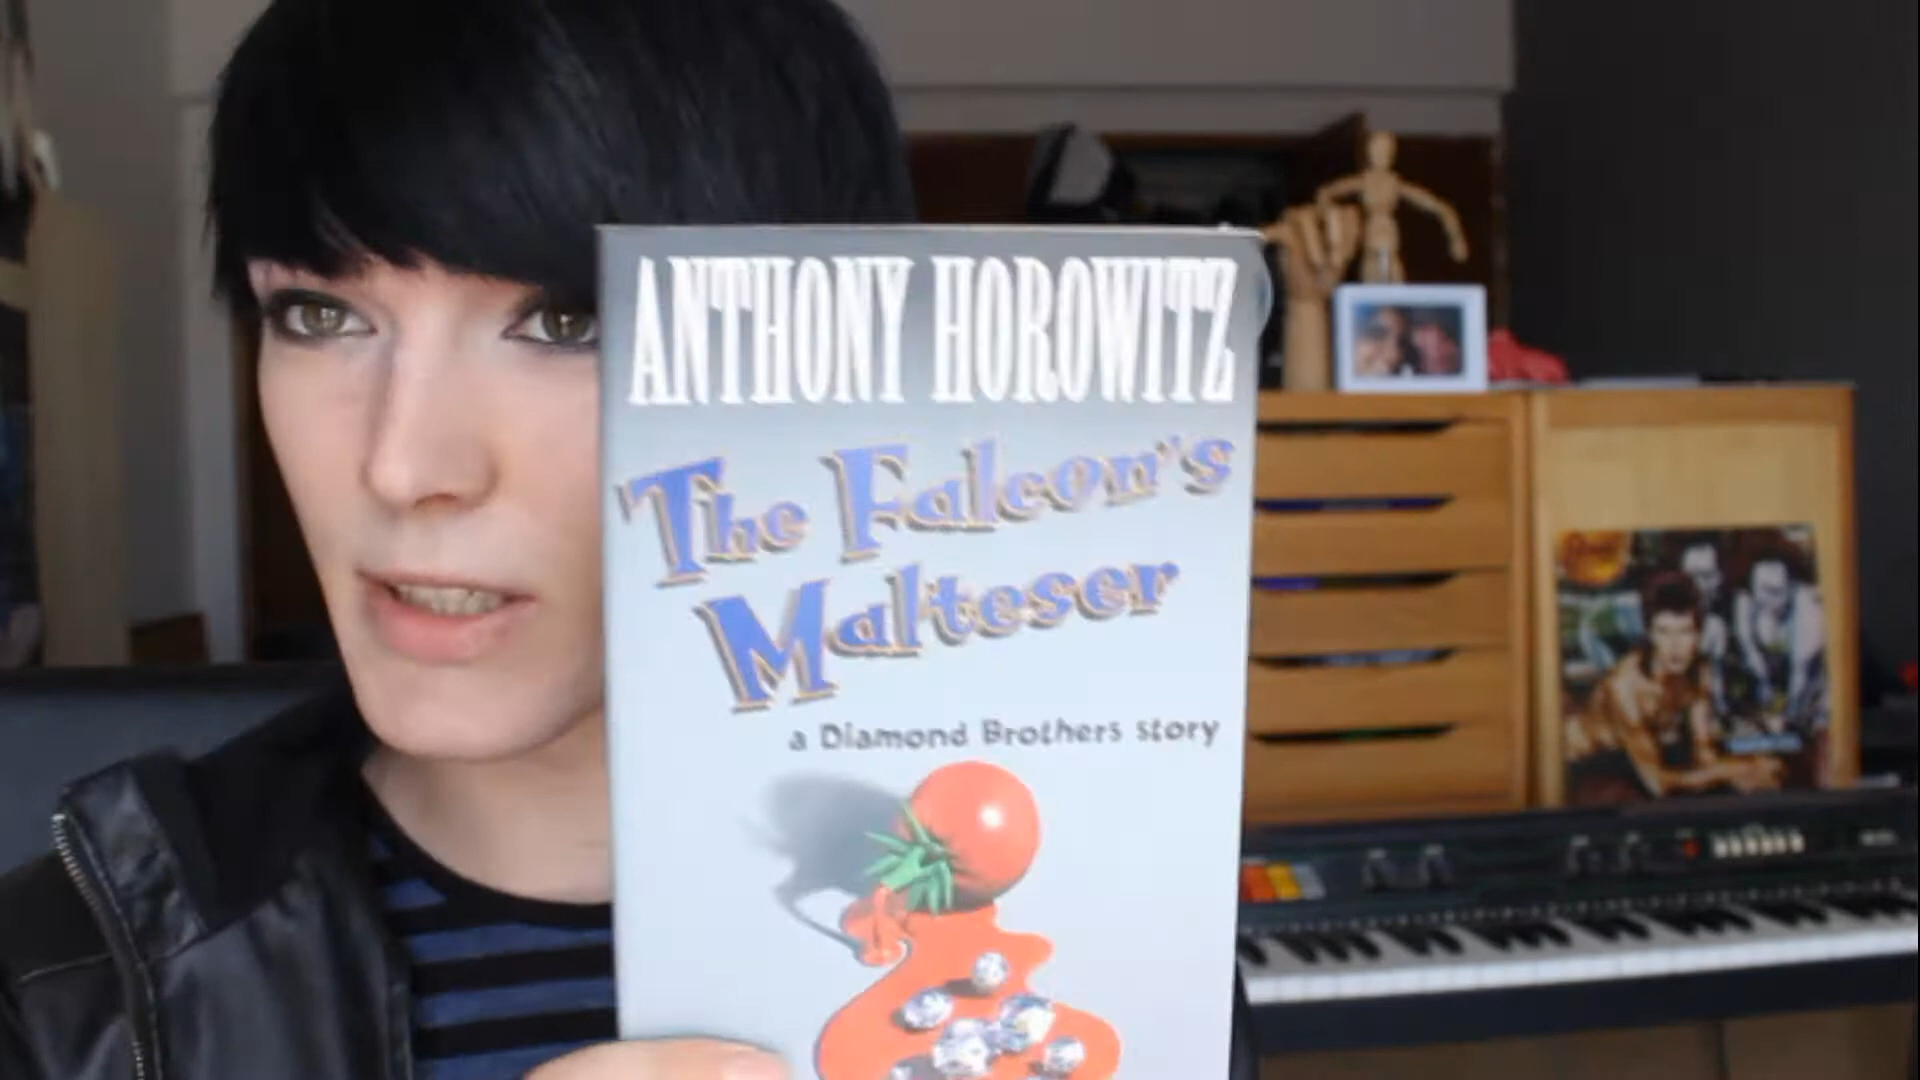 ANTHONY HOROWITZ
The Falcon's
Malteser
a Diamond Brothers story